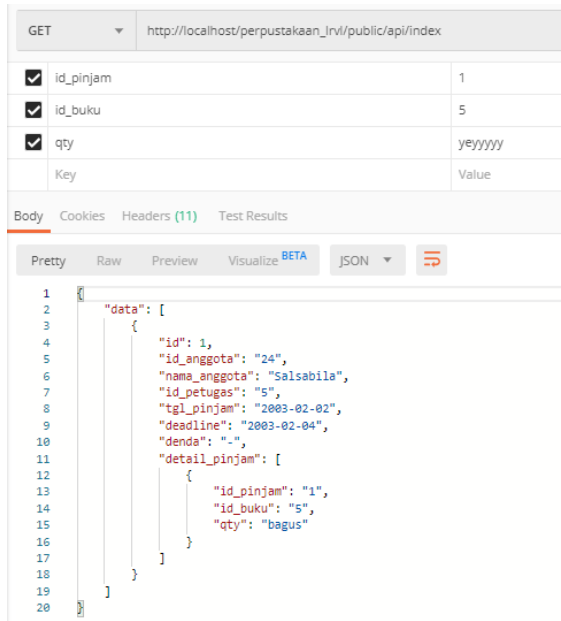 GET http://localhost/perpustakaan_lrvl/public/api/index
id_pinjam 1
id_buku 5
qty yeyyyyy
Key Value
Body Cookies Headers (11) Test Results
Pretty Raw Preview Visualize BETA JSON
1 {
2 "data": [
3 {
4 "id": 1,
5 "id_anggota": "24",
6 "nama_anggota": "Salsabila",
7 "id_petugas": "5",
8 "tgl_pinjam": "2003-02-02",
9 "deadline": "2003-02-04",
10 "denda": "-",
11 "detail_pinjam": [
12 {
13 "id_pinjam": "1",
14 "id_buku": "5",
15 "qty": "bagus"
16 }
17 ]
18 }
19 ]
20 }